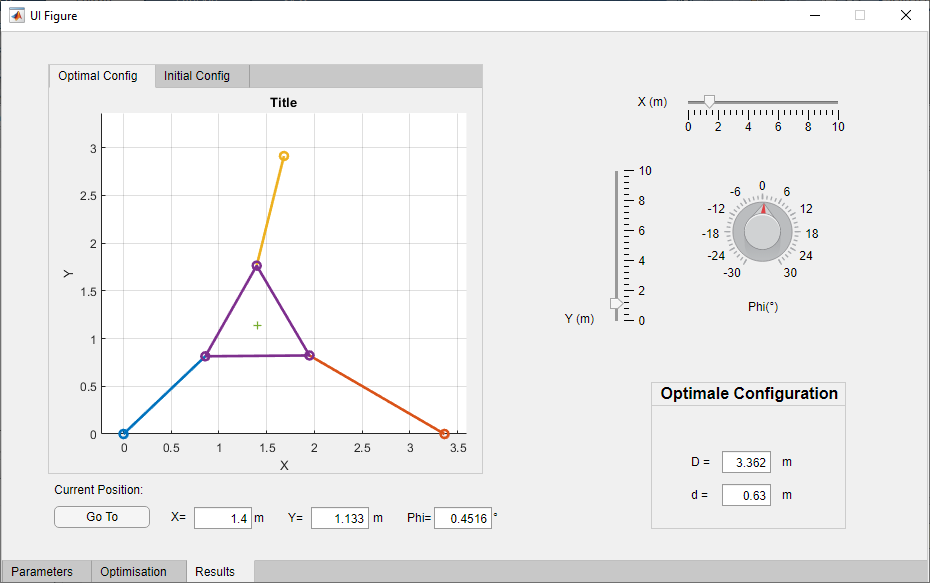 UI Figure
Optimal Config Initial Config
Title
3
2.5
2
1.5
1
0.5
0
Y
0 0.5 1 1.5 2 2.5 3 3.5
X
X (m)
0 2 4 6 8 10
10
8
6
4
2
0
Y (m)
-30 -24 -18 -12 -6 0 6 12 18 24 30
Phi(°)
Optimale Configuration
D = 3.362 m
d = 0.63 m
Current Position:
Go To X= 1.4 m Y= 1.133 m Phi= 0.4516 °
Parameters Optimisation Results